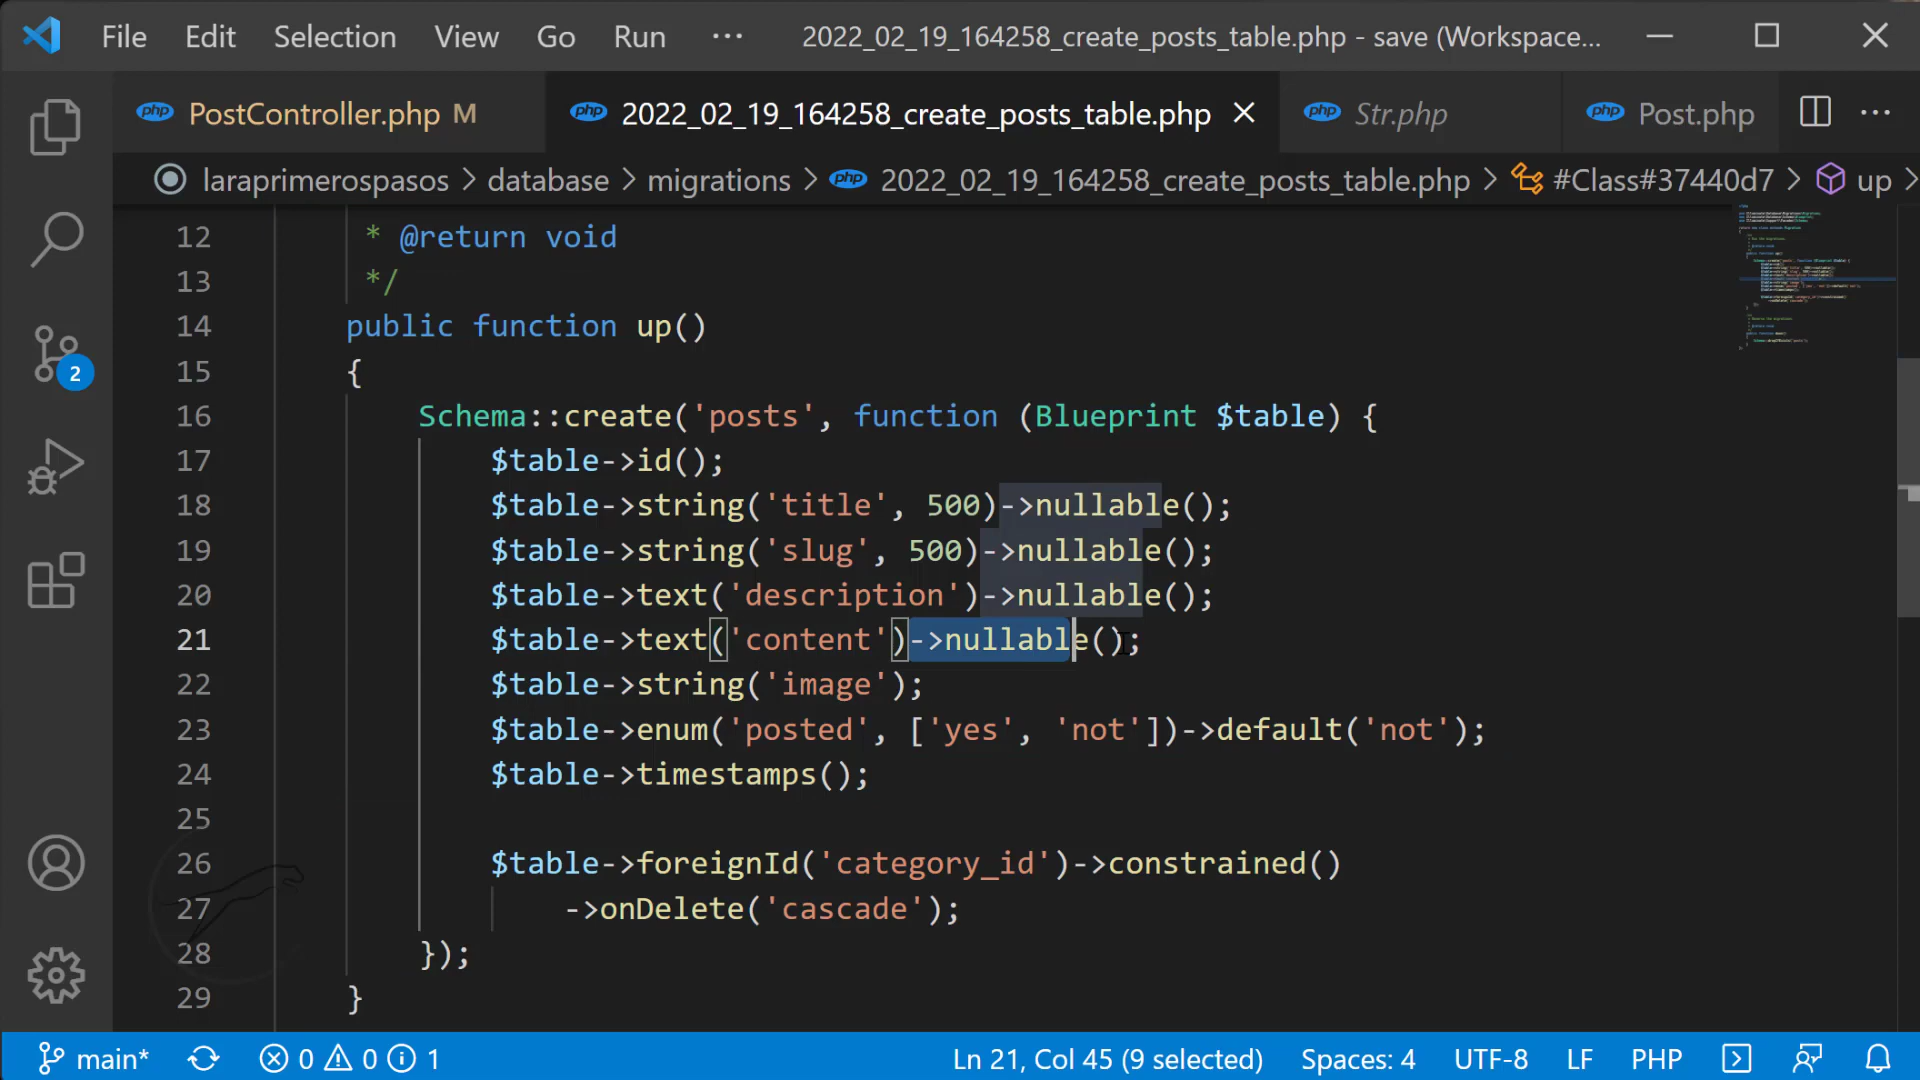 File Edit Selection View Go Run ··· 2022_02_19_164258_create_posts_table.php - save (Workspace...
php PostController.php M php 2022_02_19_164258_create_posts_table.php php Str.php php Post.php ···
laraprimerospasos > database > migrations > php 2022_02_19_164258_create_posts_table.php > #Class#37440d7 > up >
12 * @return void
13 */
14 public function up()
15 {
16 Schema::create('posts', function (Blueprint $table) {
17 $table->id();
18 $table->string('title', 500)->nullable();
19 $table->string('slug', 500)->nullable();
20 $table->text('description')->nullable();
21 $table->text('content')->nullable();
22 $table->string('image');
23 $table->enum('posted', ['yes', 'not'])->default('not');
24 $table->timestamps();
25
26 $table->foreignId('category_id')->constrained()
27 ->onDelete('cascade');
28 });
29 }
2
main* 0 0 1 Ln 21, Col 45 (9 selected) Spaces: 4 UTF-8 LF PHP